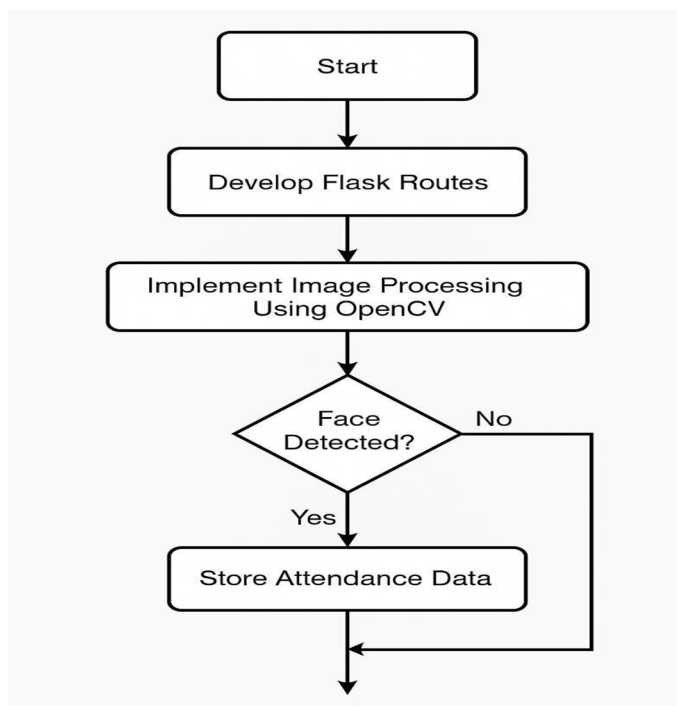 Start
Develop Flask Routes
Implement Image Processing
Using OpenCV
Face
Detected?
No
Yes
Store Attendance Data